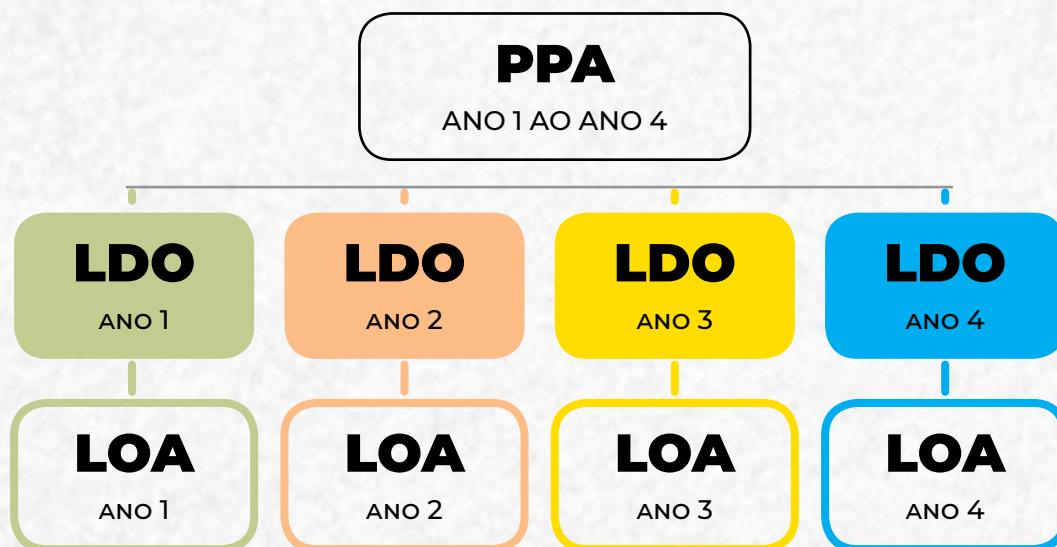 PPA
ANO 1 AO ANO 4
LDO
ANO 1
LDO
ANO 2
LDO
ANO 3
LDO
ANO 4
LOA
ANO 1
LOA
ANO 2
LOA
ANO 3
LOA
ANO 4